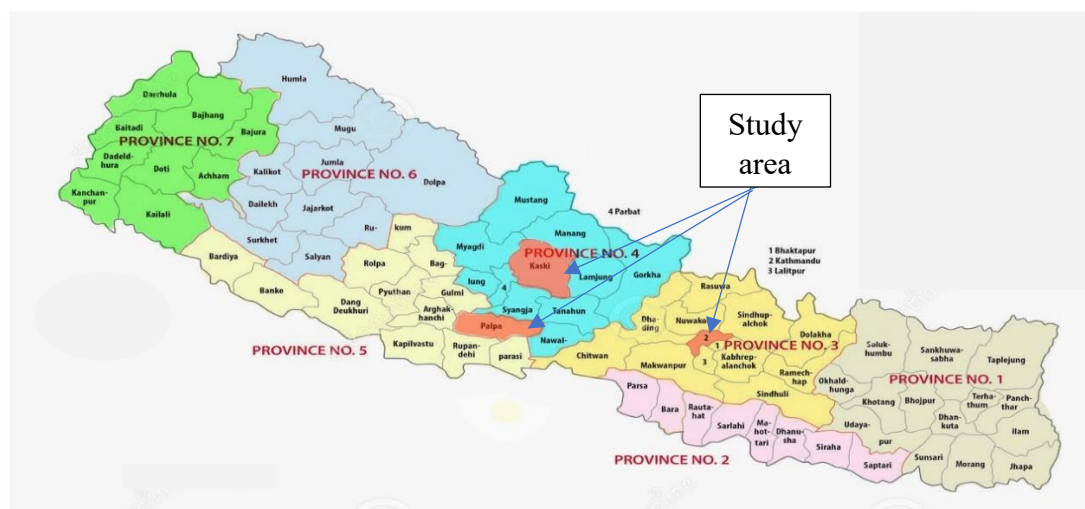 Study
area
Humla
Darchula
Bajhang
Baitadi
Bajura
PROVINCE NO. 7
Dadeld-
hura
Doti
Achham
Kanchan-
pur
Kailali
Mugu
Jumla
Kalikot
PROVINCE NO. 6
Dolpa
Dailekh
Jajarkot
Ru-
kum
Surkhet
Salyan
Mustang
4 Parbat
Manang
Myagdi
PROVINCE NO. 4
Kaski
Lamjung
Gorkha
lung
4
Syangja
Tanahun
Nawal-
Bardiya
Banke
Rolpa
Bag-
Pyuthan
Gulmi
Dang
Deukhuri
Arghak-
hanchi
Palpa
Kapilvastu
Rupan-
dehi
parasi
PROVINCE NO. 5
1 Bhaktapur
2 Kathmandu
3 Lalitpur
Rasuwa
Dha-
ding
Nuwako
Sindhup-
alchok
Dolakha
2
1
PROVINCE NO. 3
3
Kabhrep-
alanchok
Chitwan
Makwanpur
Ramech-
hap
Sindhuli
Parsa
Bara
Rauta-
hat
Sarlahi
Ma-
hot-
tari
Dhanu-
sha
Siraha
Saptari
PROVINCE NO. 2
Soluk-
humbu
Sankhuwa-
sabha
Taplejung
PROVINCE NO. 1
Okhald-
hunga
Khotang
Bhojpur
Terha-
thum
Panch-
thar
Dhan-
kuta
Ilam
Udaya-
pur
Sunsari
Morang
Jhapa